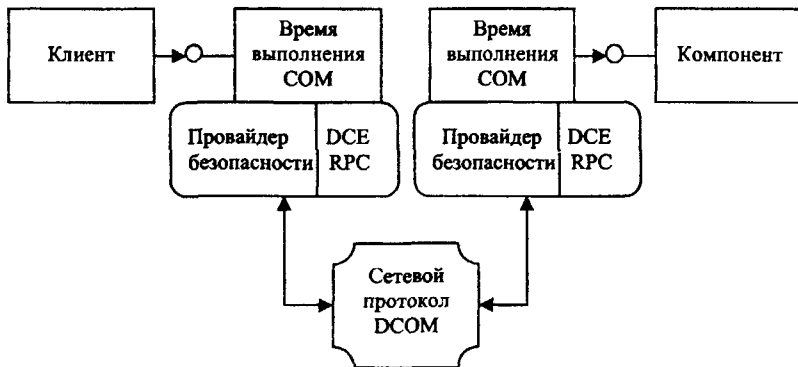 Клиент
Время
выполнения
COM
Время
выполнения
COM
Компонент
Провайдер
безопасности
DCE
RPC
Провайдер
безопасности
DCE
RPC
Сетевой
протокол
DCOM